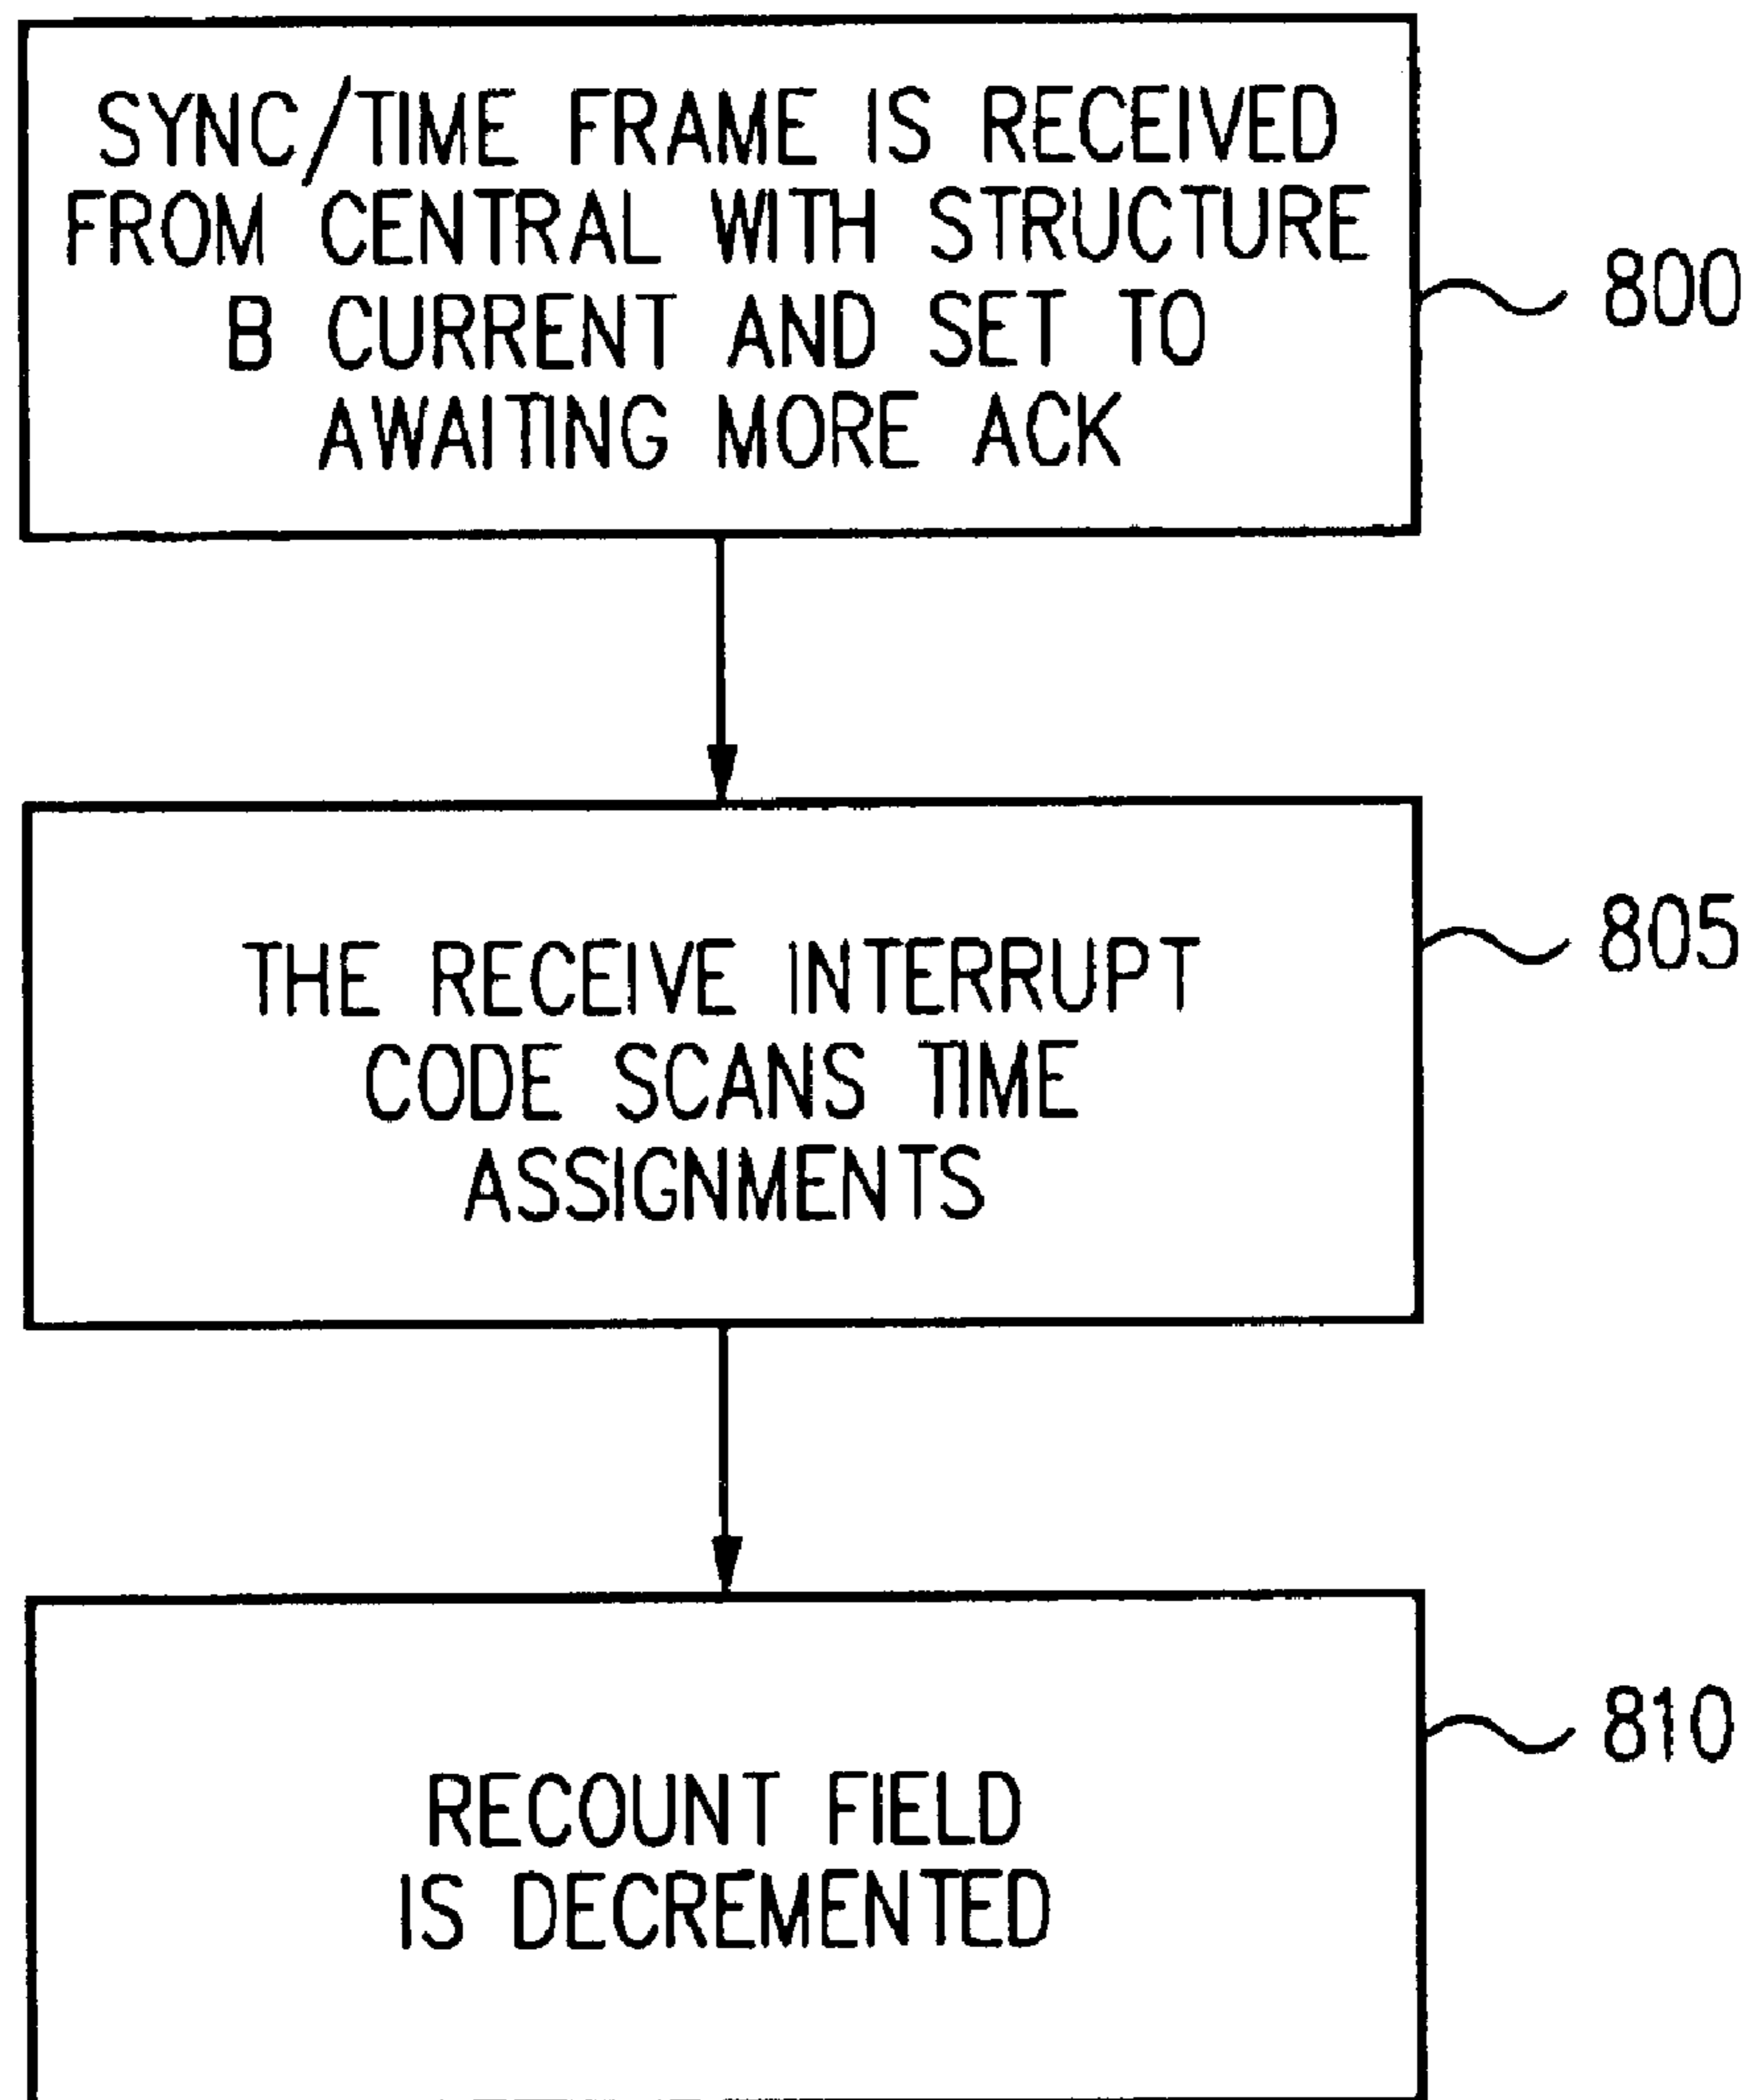 SYNC/TIME FRAME IS RECEIVED
FROM CENTRAL WITH STRUCTURE
B CURRENT AND SET TO
AWAITING MORE ACK
800
THE RECEIVE INTERRUPT
CODE SCANS TIME
ASSIGNMENTS
805
RECOUNT FIELD
IS DECREMENTED
810